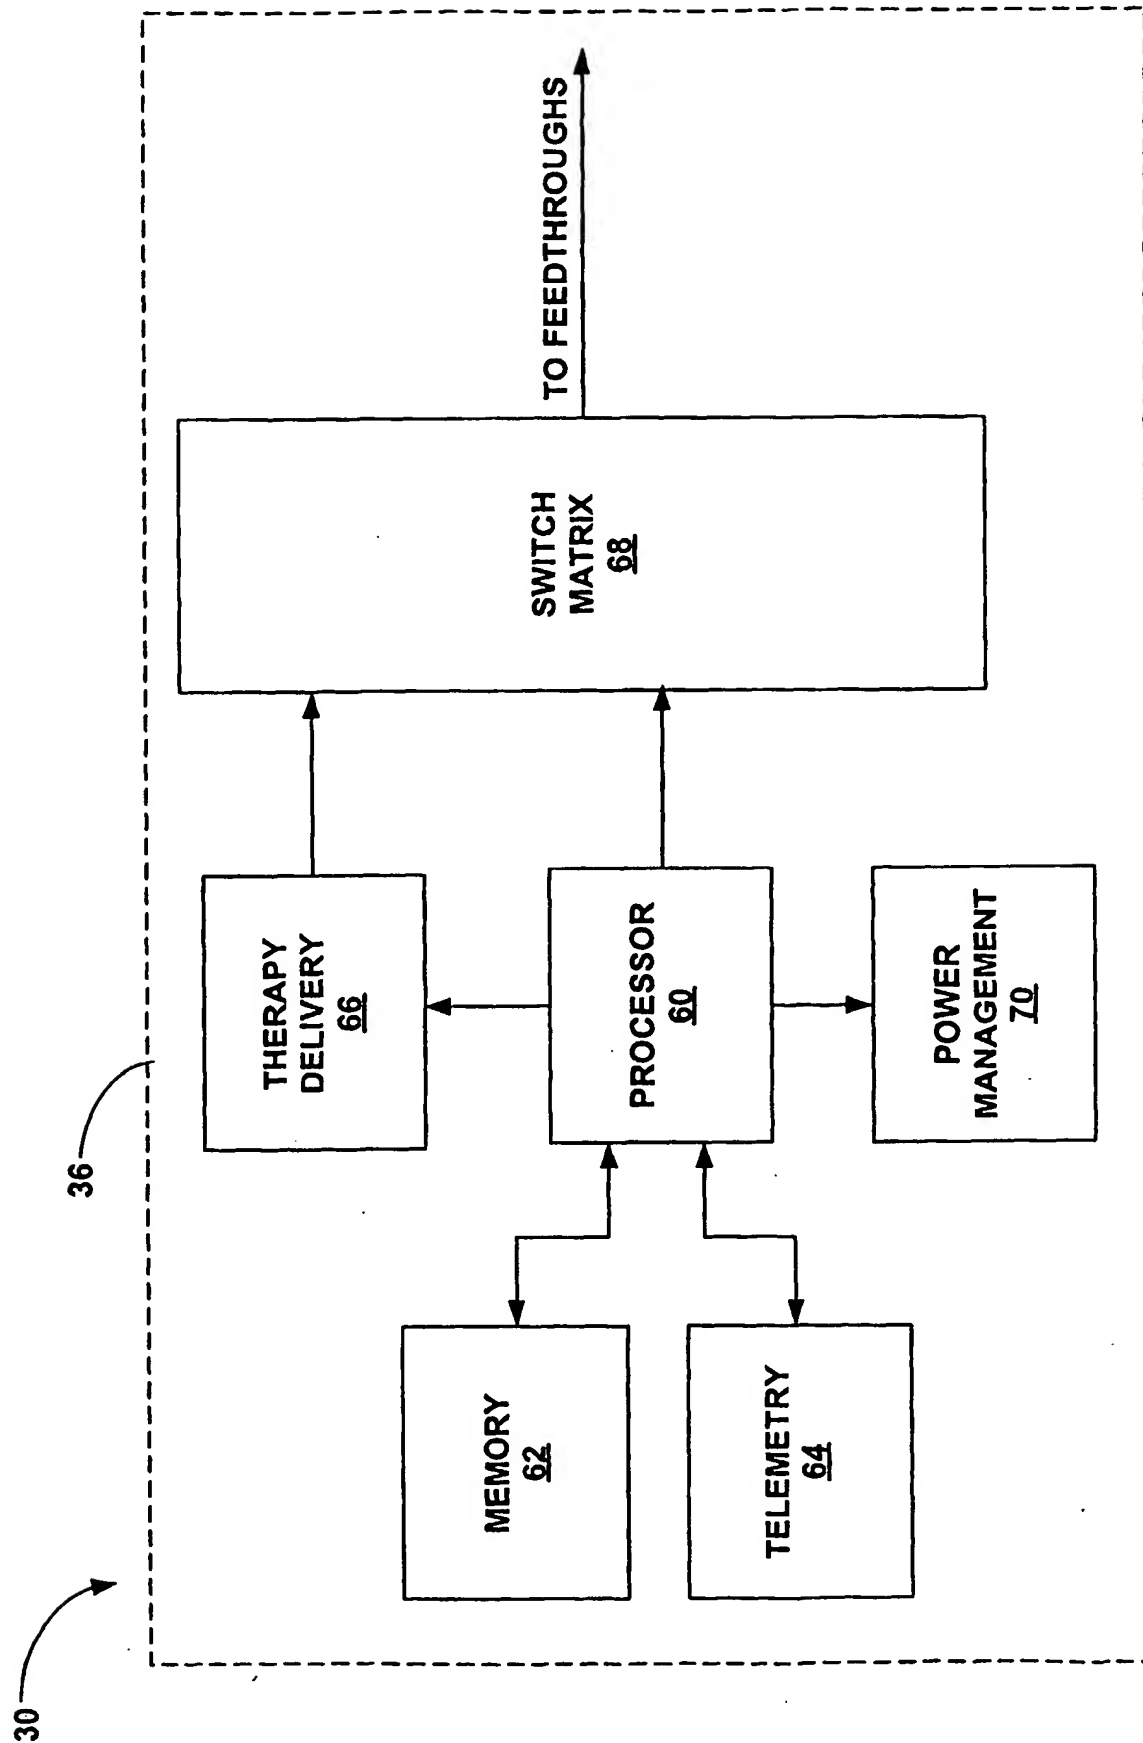 30
36
MEMORY
62
TELEMETRY
64
THERAPY
DELIVERY
66
PROCESSOR
60
POWER
MANAGEMENT
70
SWITCH
MATRIX
68
TO FEEDTHROUGHS